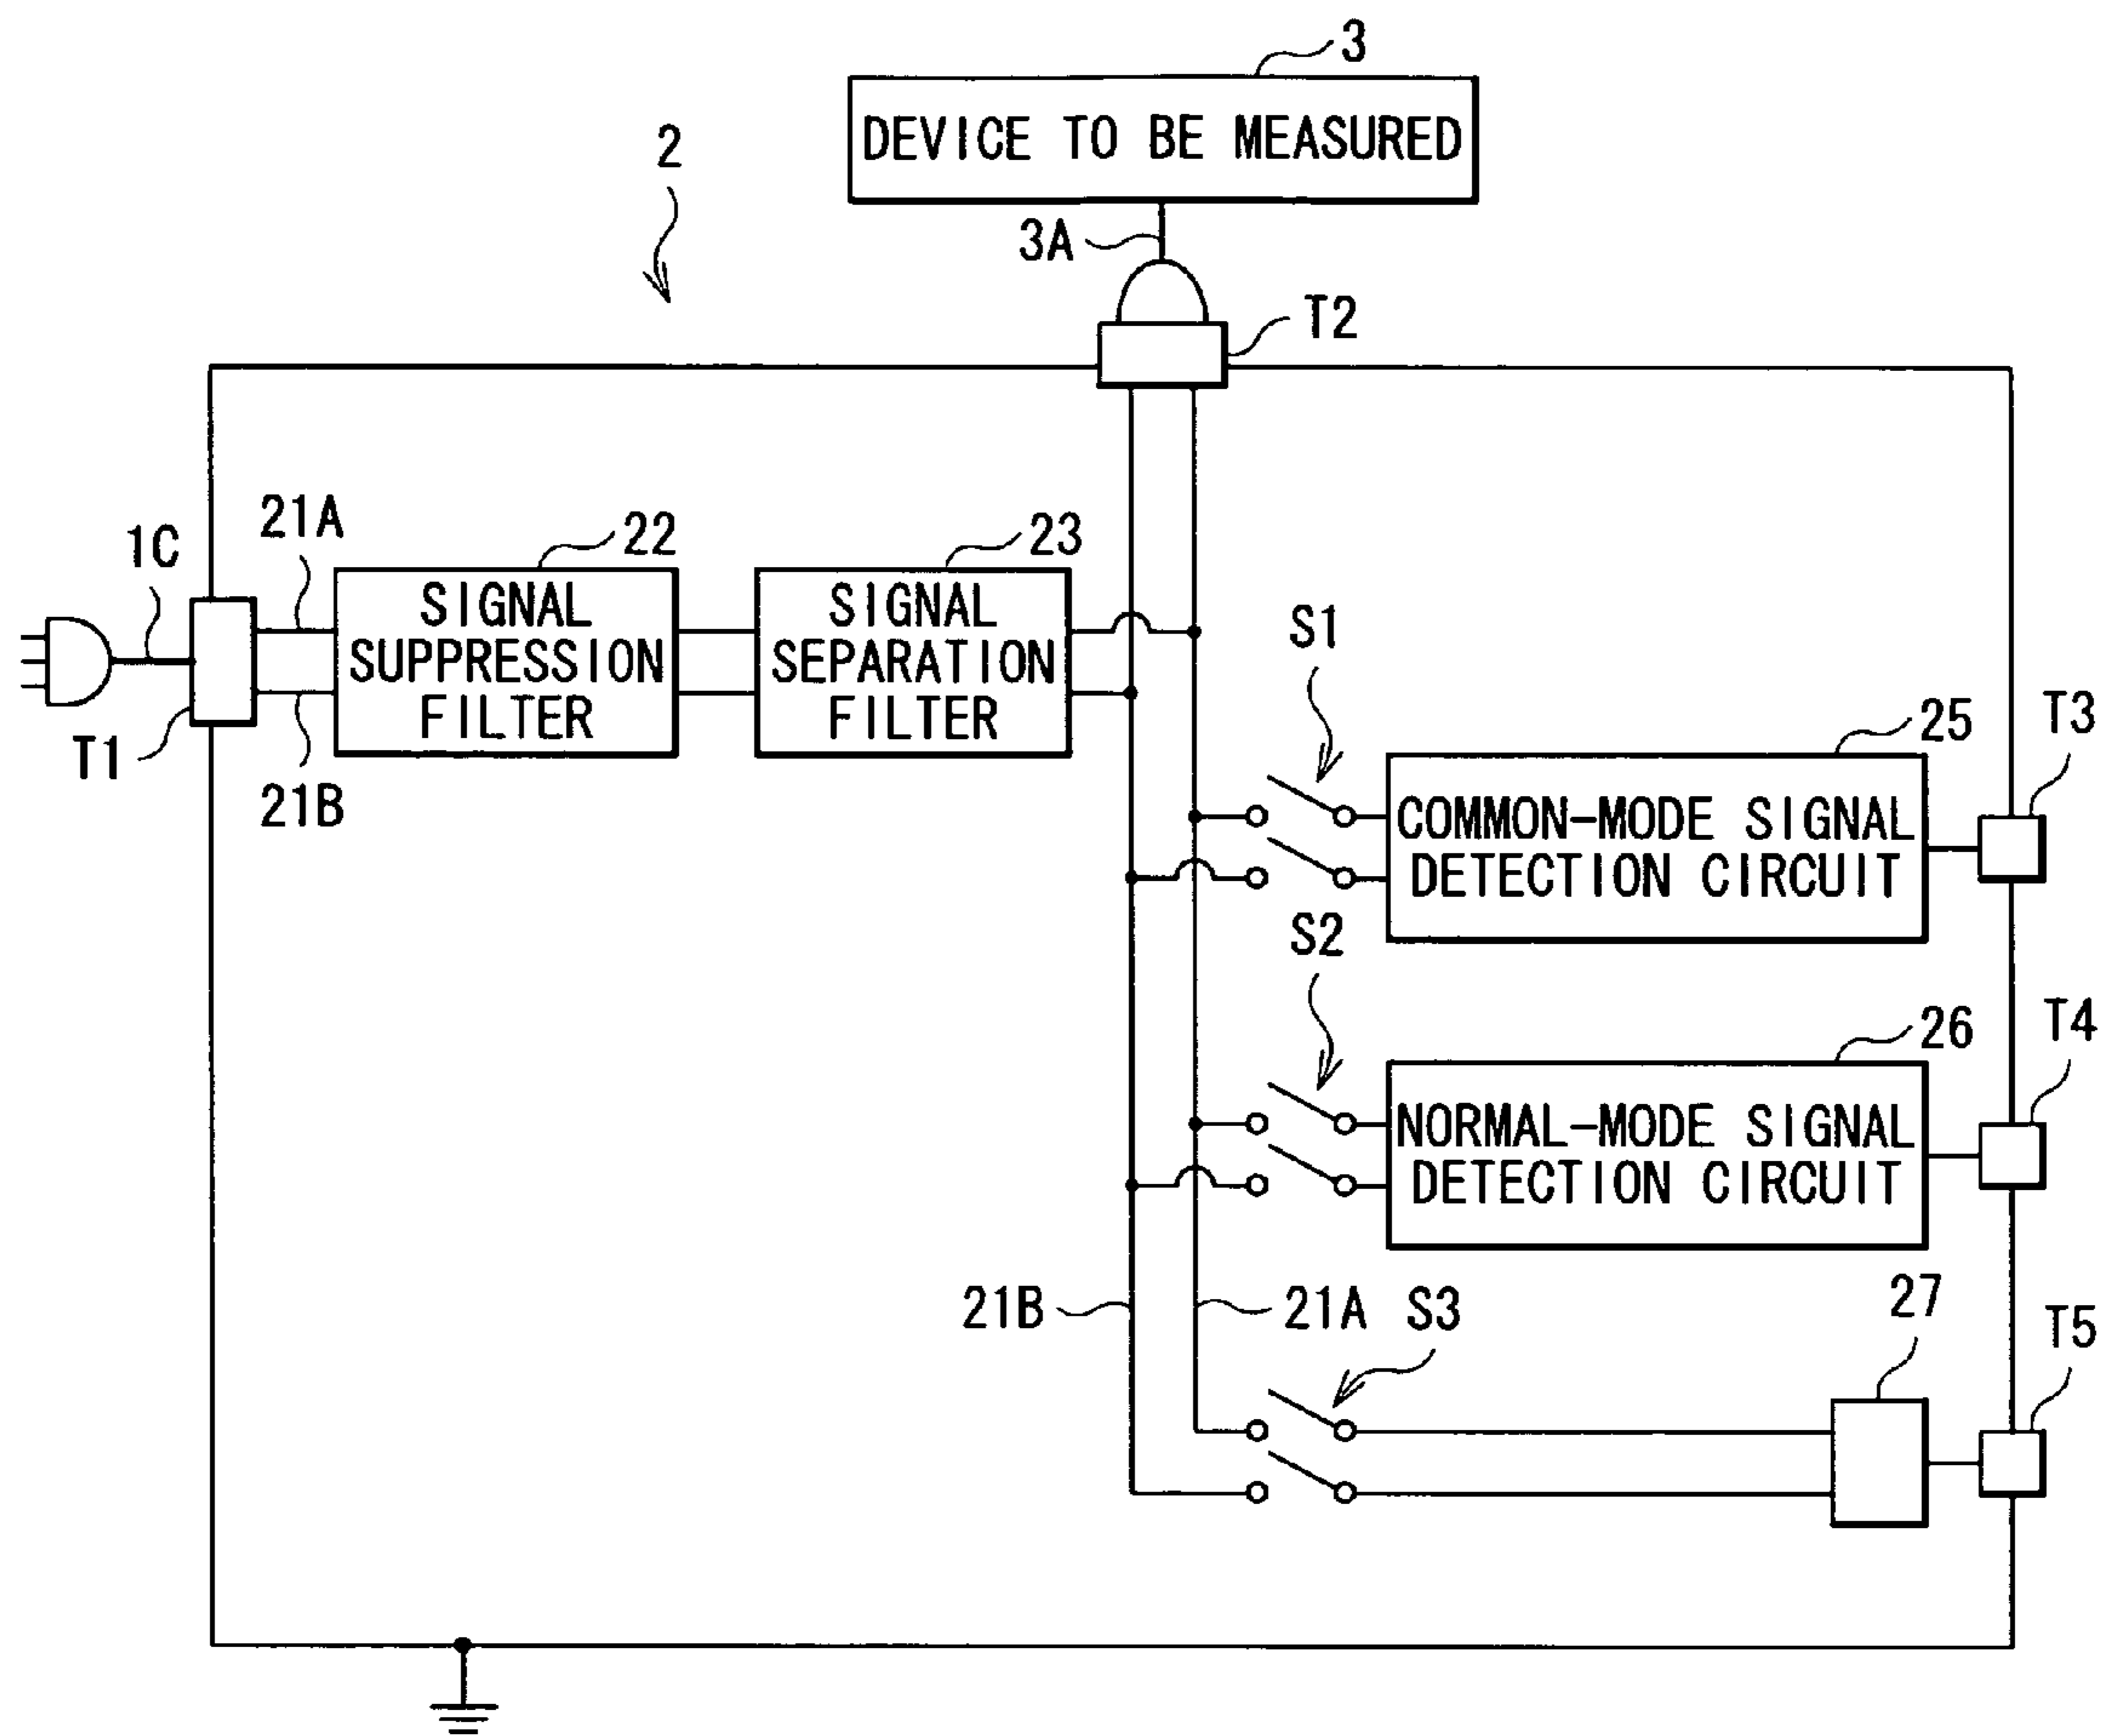 3
DEVICE TO BE MEASURED
2
3A
T2
21A
22
23
1C
SIGNAL
SUPPRESSION
FILTER
SIGNAL
SEPARATION
FILTER
S1
T1
21B
25
T3
COMMON-MODE SIGNAL
DETECTION CIRCUIT
S2
26
T4
NORMAL-MODE SIGNAL
DETECTION CIRCUIT
21B
21A
S3
27
T5